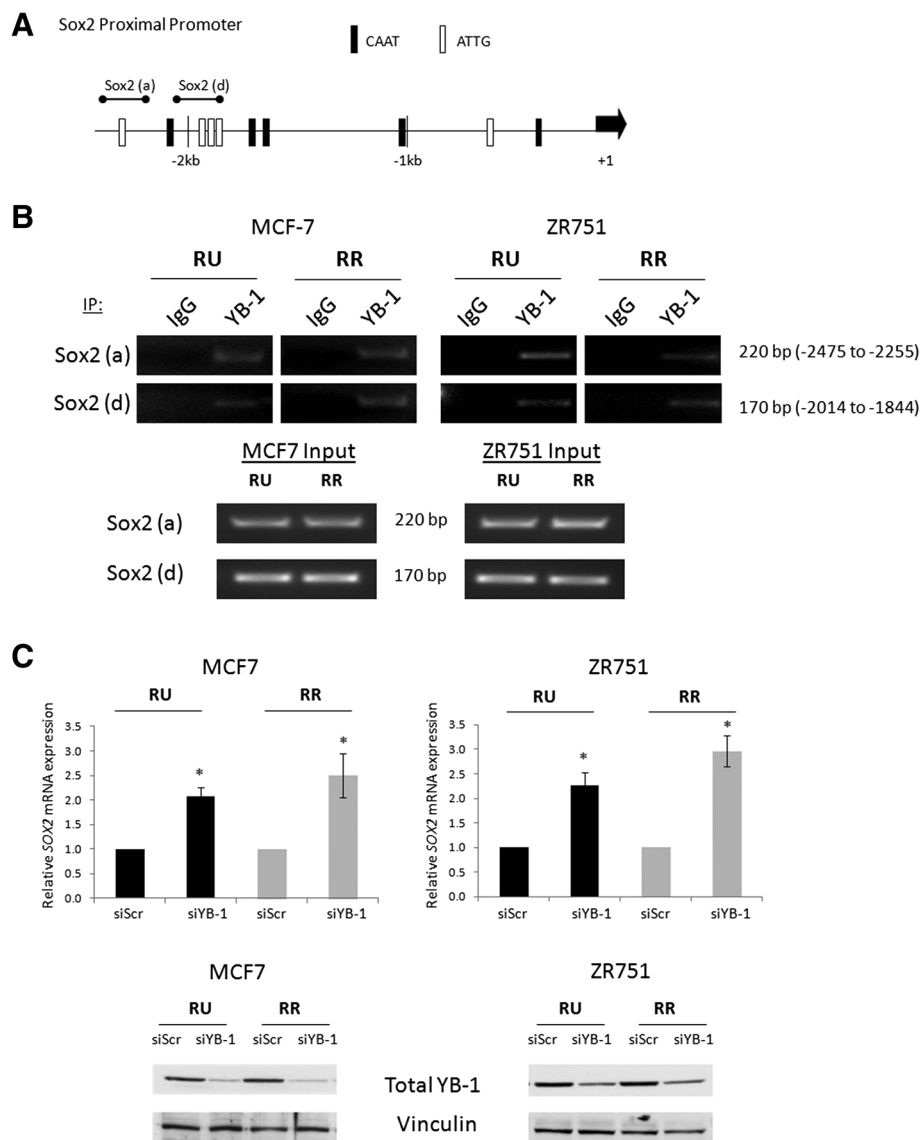 A
Sox2 Proximal Promoter
CAAT
ATTG
Sox2 (a)
Sox2 (d)
-2kb
-1kb
+1
B
MCF-7
ZR751
RU
RR
RU
RR
IP:
IgG
YB-1
IgG
YB-1
IgG
YB-1
IgG
YB-1
Sox2 (a)
220 bp (-2475 to -2255)
Sox2 (d)
170 bp (-2014 to -1844)
MCF7 Input
ZR751 Input
RU
RR
RU
RR
Sox2 (a)
220 bp
Sox2 (d)
170 bp
C
MCF7
RU
RR
Relative SOX2 mRNA expression
3.5
3.0
2.5
2.0
1.5
1.0
0.5
0.0
*
*
siScr
siYB-1
siScr
siYB-1
ZR751
RU
RR
Relative SOX2 mRNA expression
3.5
3.0
2.5
2.0
1.5
1.0
0.5
0.0
*
*
siScr
siYB-1
siScr
siYB-1
MCF7
ZR751
RU
RR
RU
RR
siScr
siYB-1
siScr
siYB-1
siScr
siYB-1
siScr
siYB-1
Total YB-1
Vinculin